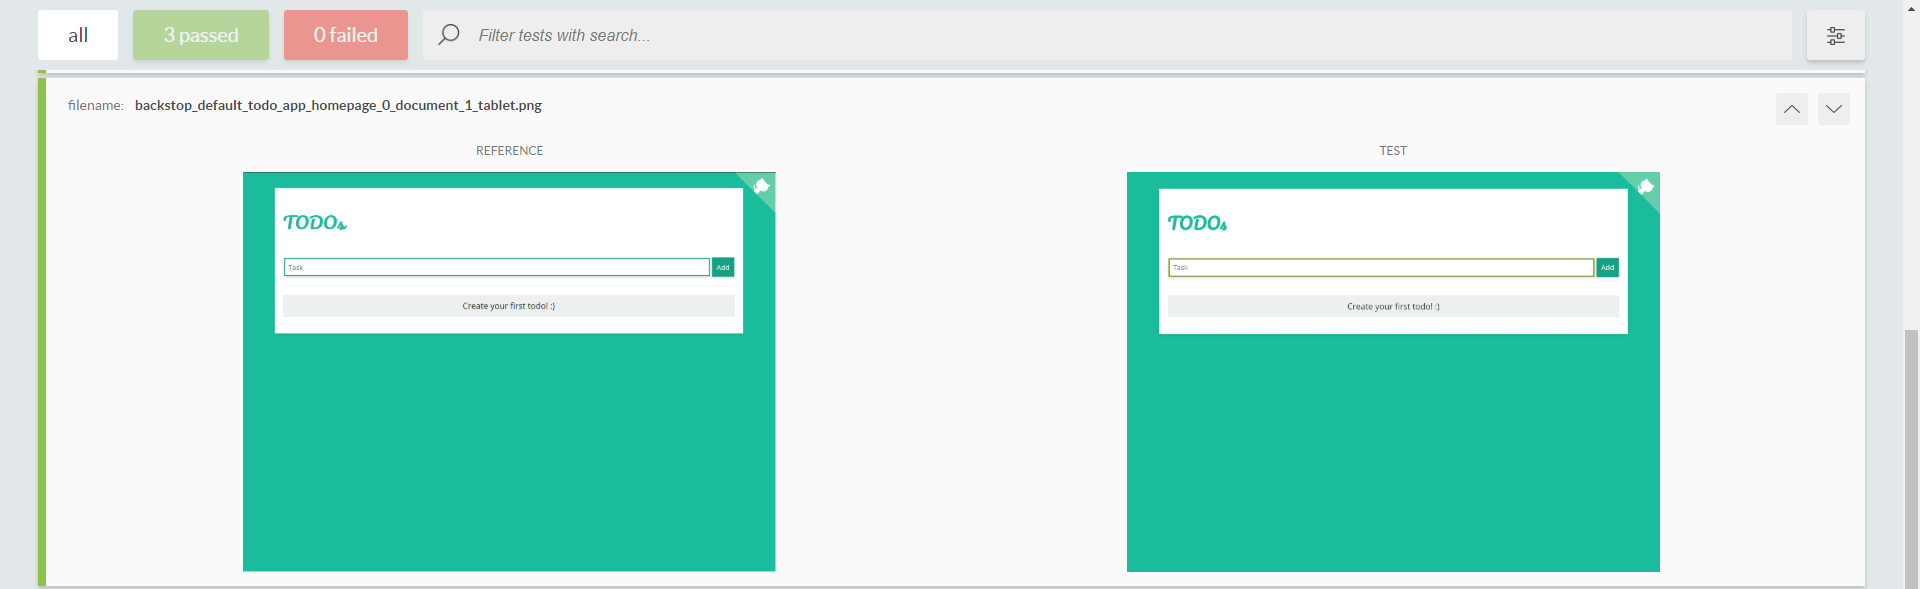 all
3 passed
0 failed
Filter tests with search...
filename: backstop_default_todo_app_homepage_0_document_1_tablet.png
REFERENCE
TEST
TODOs
Task
Add
Create your first todo! :)
TODOs
Task
Add
Create your first todo! :)